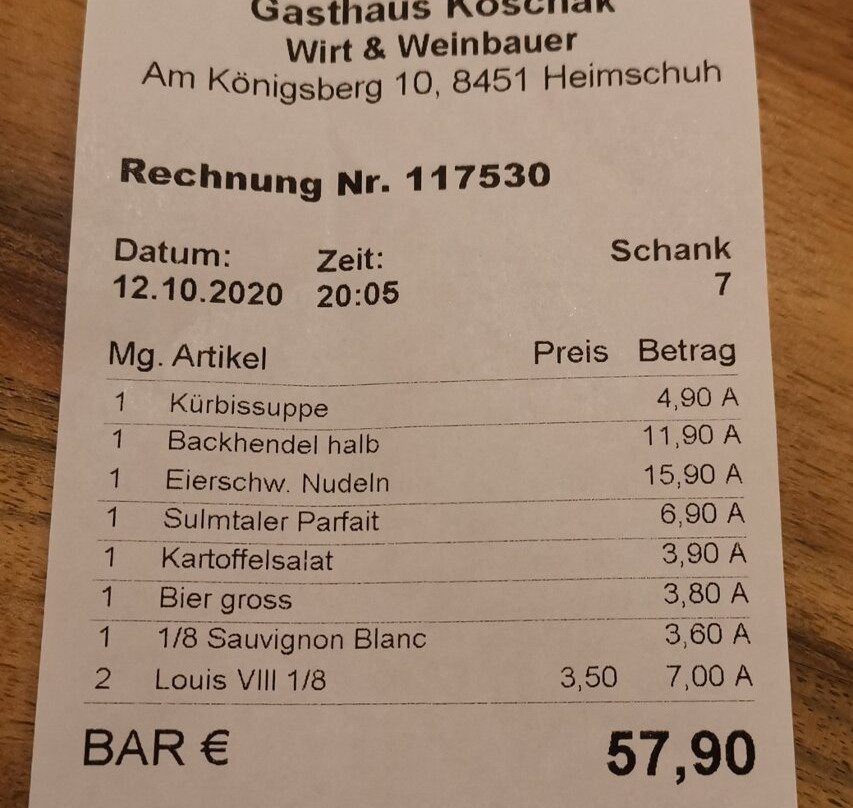 Gasthaus Koschak
Wirt & Weinbauer
Am Königsberg 10, 8451 Heimschuh
Rechnung Nr. 117530
Datum: Zeit: Schank
12.10.2020 20:05 7
Mg. Artikel Preis Betrag
1 Kürbissuppe 4,90 A
1 Backhendel halb 11,90 A
1 Eierschw. Nudeln 15,90 A
1 Sulmtaler Parfait 6,90 A
1 Kartoffelsalat 3,90 A
1 Bier gross 3,80 A
1 1/8 Sauvignon Blanc 3,60 A
2 Louis VIII 1/8 3,50 7,00 A
BAR € 57,90